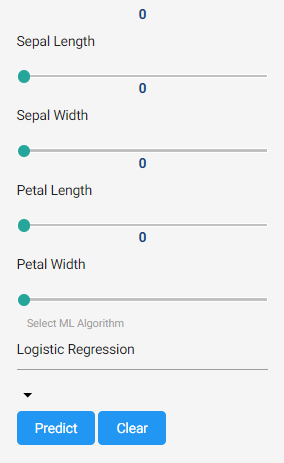 0
Sepal Length
0
Sepal Width
0
Petal Length
0
Petal Width
Select ML Algorithm
Logistic Regression
Predict Clear